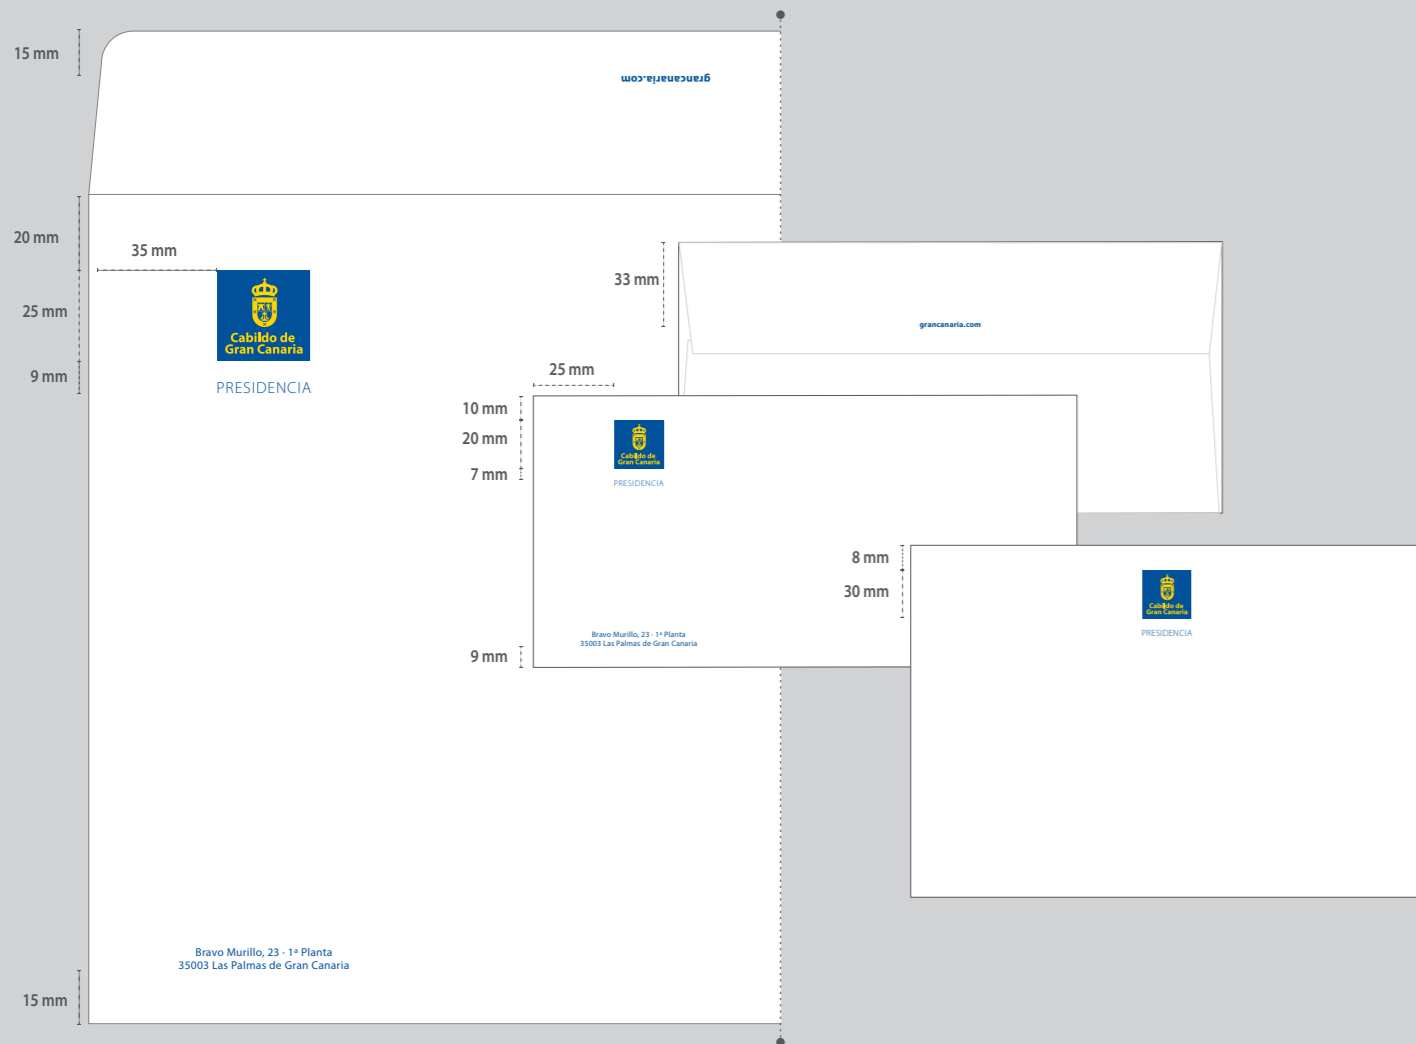 15 mm
grancanaria.com
20 mm
35 mm
25 mm
Cabildo de
Gran Canaria
9 mm
PRESIDENCIA
33 mm
grancanaria.com
25 mm
10 mm
20 mm
7 mm
Cabildo de
Gran Canaria
PRESIDENCIA
8 mm
30 mm
Cabildo de
Gran Canaria
PRESIDENCIA
Bravo Murillo, 23 · 1ª Planta
35003 Las Palmas de Gran Canaria
9 mm
Bravo Murillo, 23 · 1ª Planta
35003 Las Palmas de Gran Canaria
15 mm